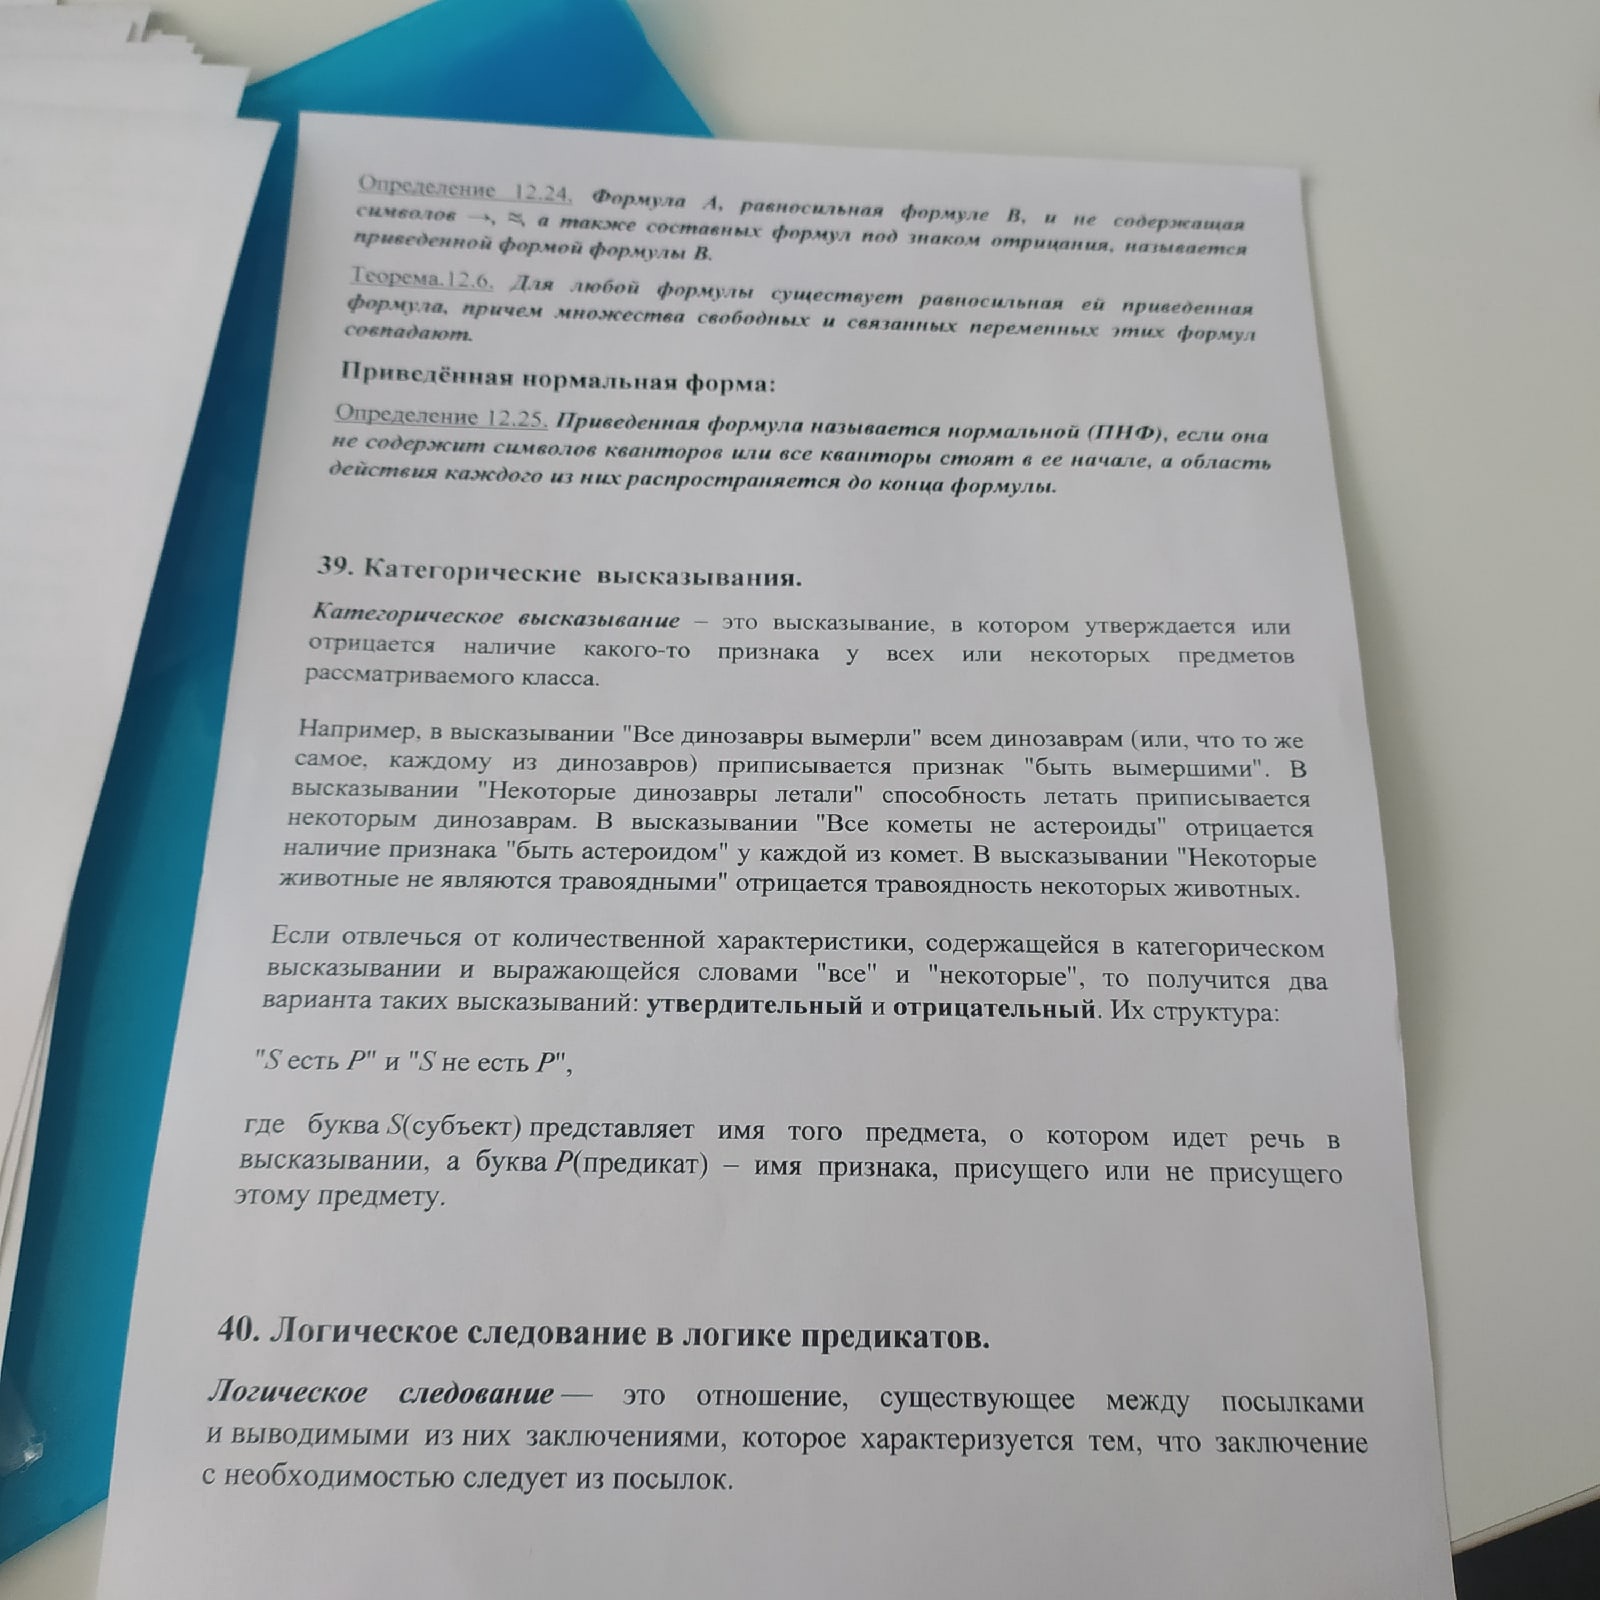 Определение 12.24. Формула A, равносильная формуле B, и не содержащая
символов →, ≈, а также составных формул под знаком отрицания, называется
приведенной формой формулы B.
Теорема.12.6. Для любой формулы существует равносильная ей приведенная
формула, причем множества свободных и связанных переменных этих формул
совпадают.
Приведённая нормальная форма:
Определение 12.25. Приведенная формула называется нормальной (ПНФ), если она
не содержит символов кванторов или все кванторы стоят в ее начале, а область
действия каждого из них распространяется до конца формулы.
39. Категорические высказывания.
Категорическое высказывание – это высказывание, в котором утверждается или
отрицается наличие какого-то признака у всех или некоторых предметов
рассматриваемого класса.
Например, в высказывании "Все динозавры вымерли" всем динозаврам (или, что то же
самое, каждому из динозавров) приписывается признак "быть вымершими". В
высказывании "Некоторые динозавры летали" способность летать приписывается
некоторым динозаврам. В высказывании "Все кометы не астероиды" отрицается
наличие признака "быть астероидом" у каждой из комет. В высказывании "Некоторые
животные не являются травоядными" отрицается травоядность некоторых животных.
Если отвлечься от количественной характеристики, содержащейся в категорическом
высказывании и выражающейся словами "все" и "некоторые", то получится два
варианта таких высказываний: утвердительный и отрицательный. Их структура:
"S есть P" и "S не есть P",
где буква S(субъект) представляет имя того предмета, о котором идет речь в
высказывании, а буква P(предикат) – имя признака, присущего или не присущего
этому предмету.
40. Логическое следование в логике предикатов.
Логическое следование — это отношение, существующее между посылками
и выводимыми из них заключениями, которое характеризуется тем, что заключение
с необходимостью следует из посылок.